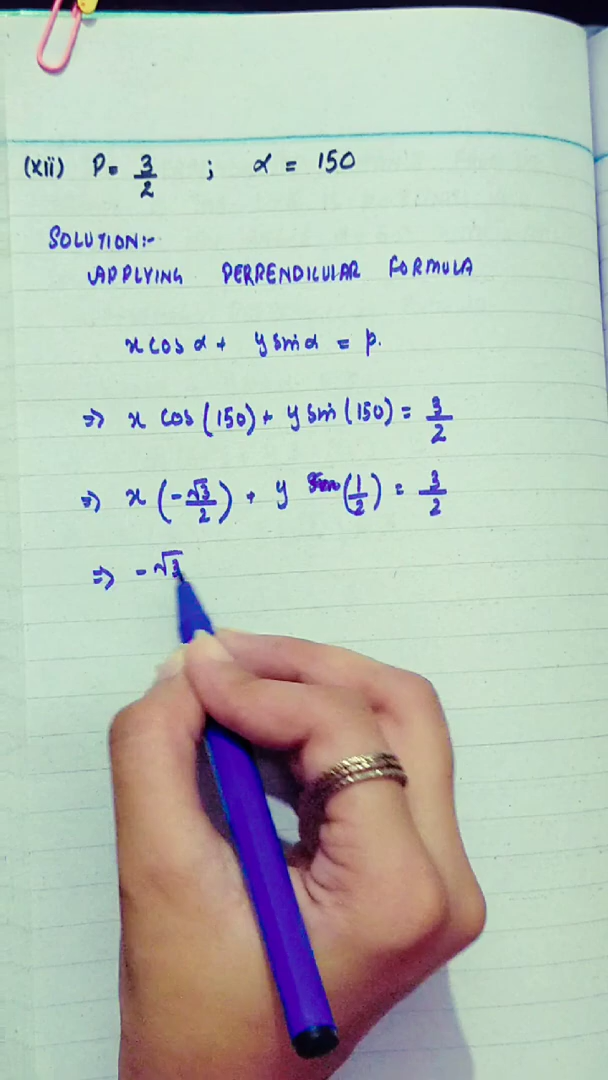 (xii) P = 3/2 ; α = 150
SOLUTION:-
APPLYING PERPENDICULAR FORMULA
x cos α + y sin α = p.
⇒ x cos (150) + y sin (150) = 3/2
⇒ x (-√3/2) + y (1/2) = 3/2
⇒ -√3